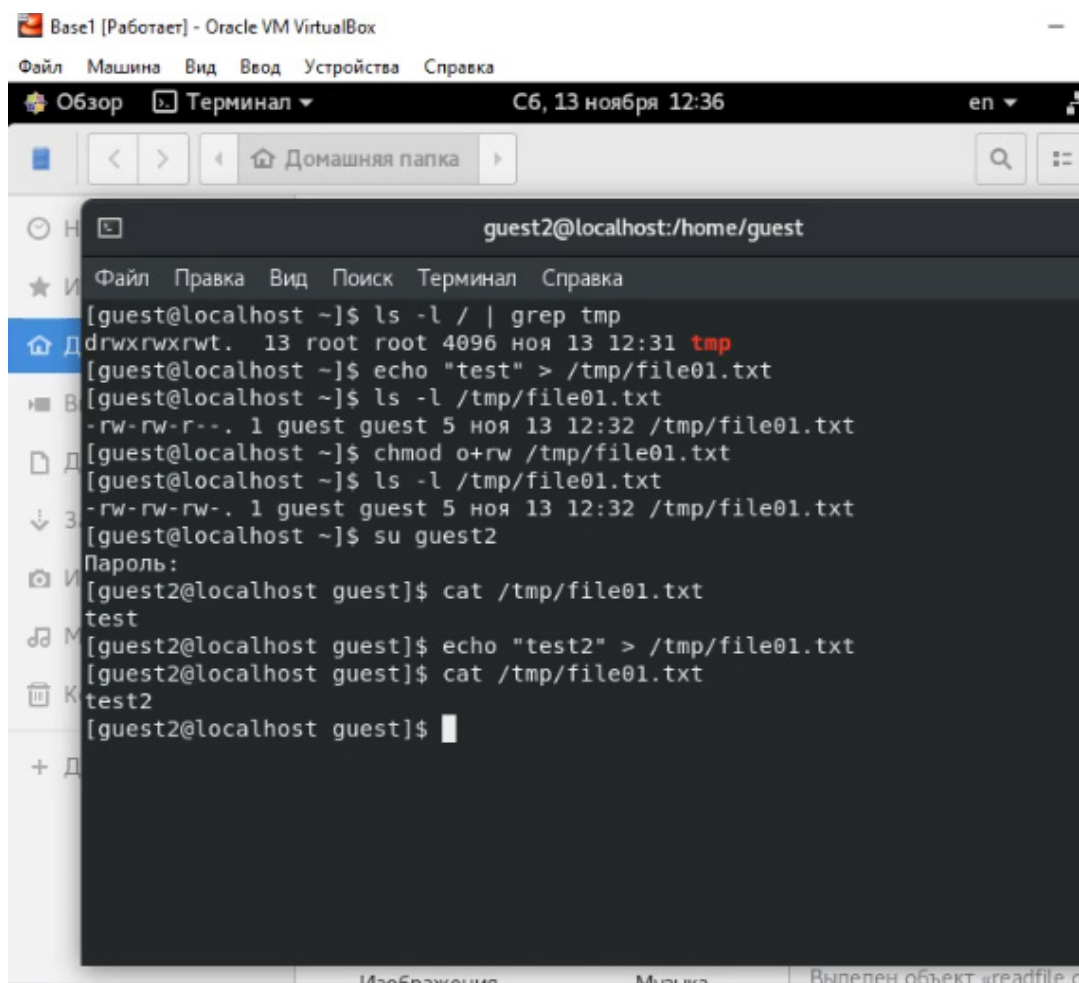 Base1 [Работает] - Oracle VM VirtualBox
Файл Машина Вид Ввод Устройства Справка
Обзор Терминал Сб, 13 ноября 12:36 en
Домашняя папка
guest2@localhost:/home/guest
Файл Правка Вид Поиск Терминал Справка
[guest@localhost ~]$ ls -l / | grep tmp
drwxrwxrwt. 13 root root 4096 ноя 13 12:31 tmp
[guest@localhost ~]$ echo "test" > /tmp/file01.txt
[guest@localhost ~]$ ls -l /tmp/file01.txt
-rw-rw-r--. 1 guest guest 5 ноя 13 12:32 /tmp/file01.txt
[guest@localhost ~]$ chmod o+rw /tmp/file01.txt
[guest@localhost ~]$ ls -l /tmp/file01.txt
-rw-rw-rw-. 1 guest guest 5 ноя 13 12:32 /tmp/file01.txt
[guest@localhost ~]$ su guest2
Пароль:
[guest2@localhost guest]$ cat /tmp/file01.txt
test
[guest2@localhost guest]$ echo "test2" > /tmp/file01.txt
[guest2@localhost guest]$ cat /tmp/file01.txt
test2
[guest2@localhost guest]$
Изображения Музыка Выделен объект «readfile.c